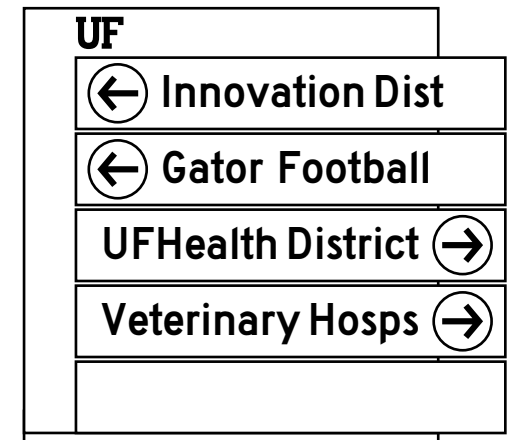 UF
Innovation Dist
Gator Football
UFHealth District
Veterinary Hosps